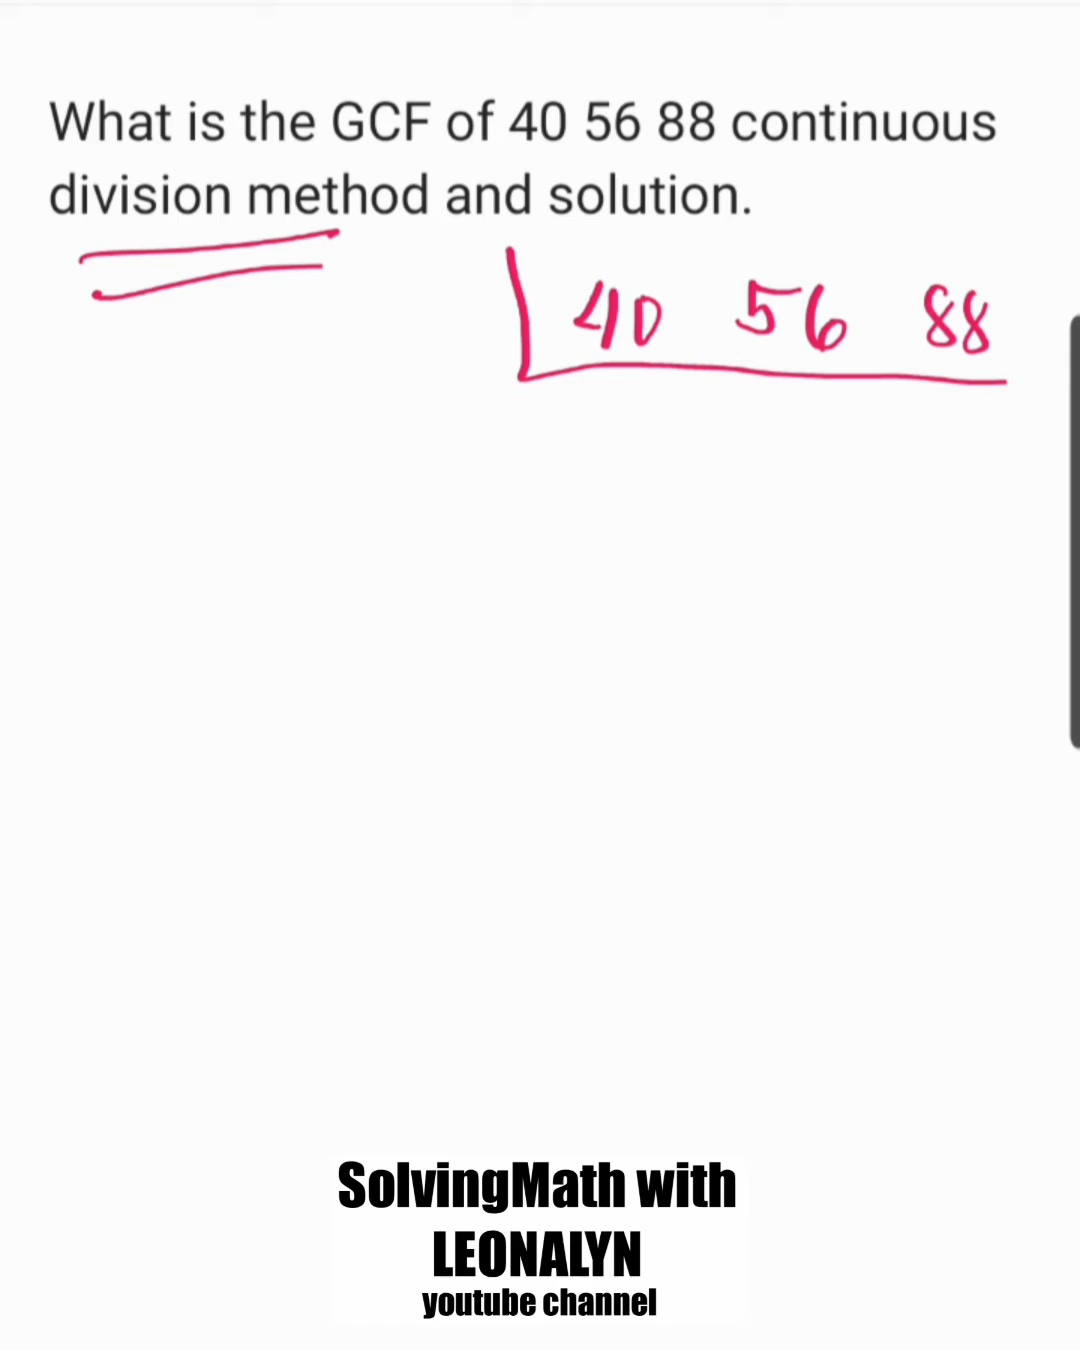 What is the GCF of 40 56 88 continuous
division method and solution.
40 56 88
SolvingMath with
LEONALYN
youtube channel